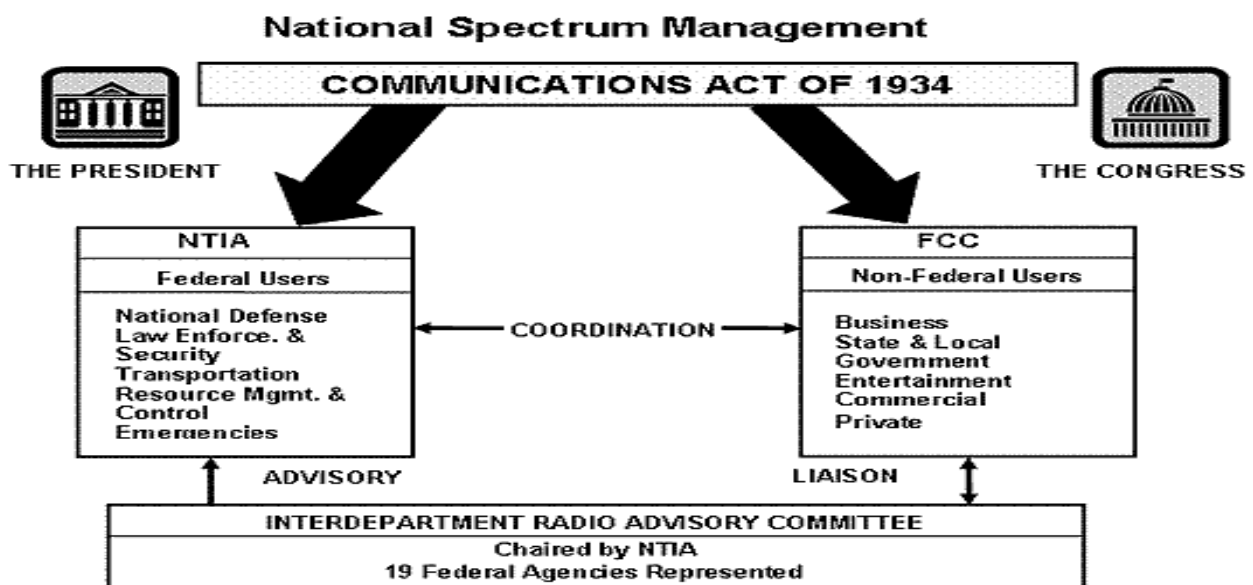 National Spectrum Management
COMMUNICATIONS ACT OF 1934
THE PRESIDENT
THE CONGRESS
NTIA
Federal Users
National Defense
Law Enforce. &
Security
Transportation
Resource Mgmt. &
Control
Emergencies
COORDINATION
FCC
Non-Federal Users
Business
State & Local
Government
Entertainment
Commercial
Private
ADVISORY
LIAISON
INTERDEPARTMENT RADIO ADVISORY COMMITTEE
Chaired by NTIA
19 Federal Agencies Represented